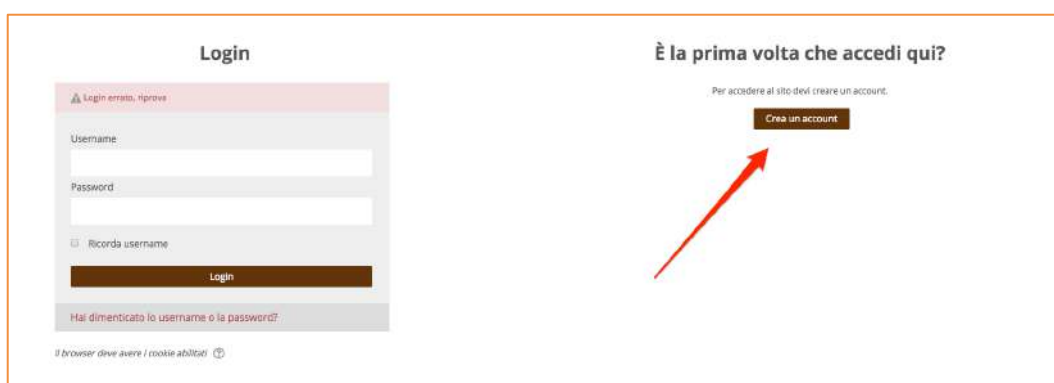 Login
Login errato, riprova
Username
Password
Ricorda username
Login
Hai dimenticato lo username o la password?
Il browser deve avere i cookie abilitati
È la prima volta che accedi qui?
Per accedere al sito devi creare un account.
Crea un account